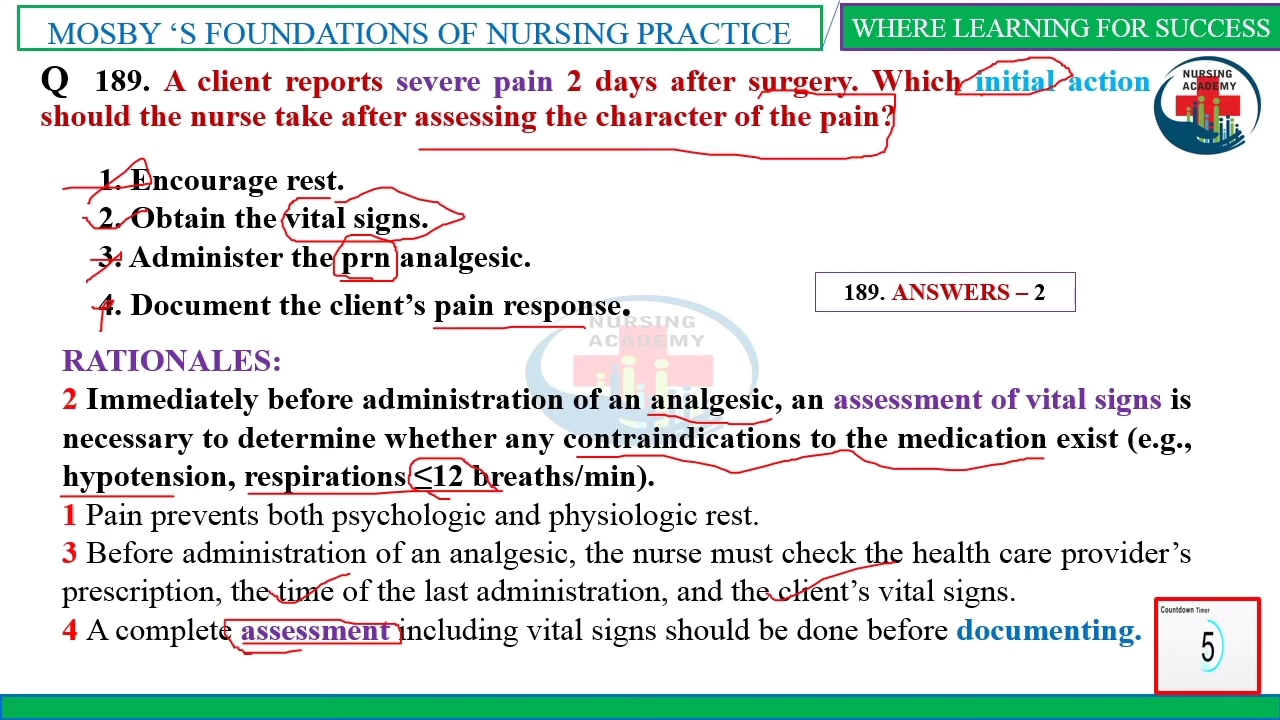 MOSBY ‘S FOUNDATIONS OF NURSING PRACTICE
WHERE LEARNING FOR SUCCESS
Q 189. A client reports severe pain 2 days after surgery. Which initial action
should the nurse take after assessing the character of the pain?
NURSING
ACADEMY
1. Encourage rest.
2. Obtain the vital signs.
3. Administer the prn analgesic.
4. Document the client’s pain response.
189. ANSWERS – 2
NURSING
ACADEMY
RATIONALES:
2 Immediately before administration of an analgesic, an assessment of vital signs is
necessary to determine whether any contraindications to the medication exist (e.g.,
hypotension, respirations ≤12 breaths/min).
1 Pain prevents both psychologic and physiologic rest.
3 Before administration of an analgesic, the nurse must check the health care provider’s
prescription, the time of the last administration, and the client’s vital signs.
4 A complete assessment including vital signs should be done before documenting.
Countdown Timer
5